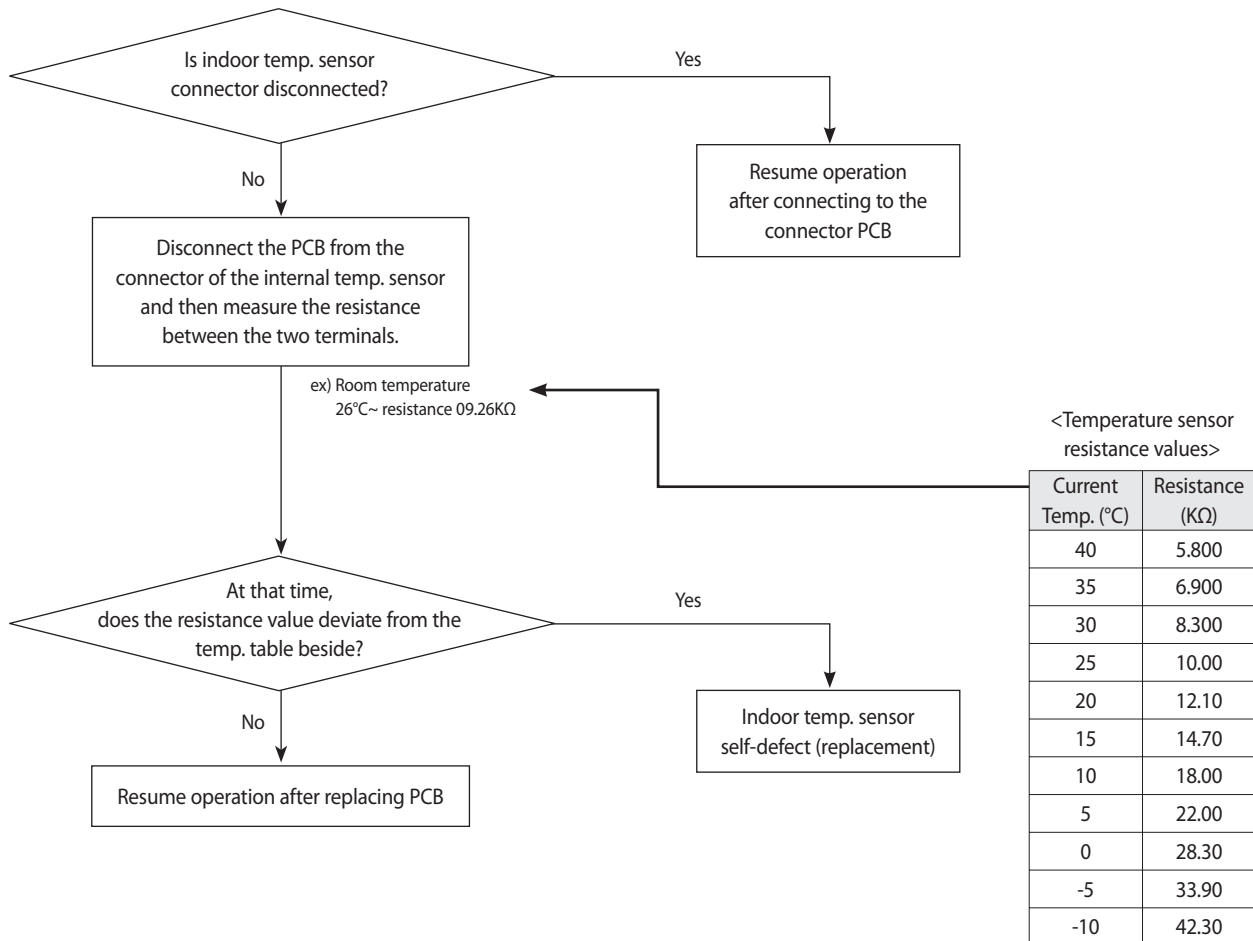 Is indoor temp. sensor
connector disconnected?
Yes
No
Resume operation
after connecting to the
connector PCB
Disconnect the PCB from the
connector of the internal temp. sensor
and then measure the resistance
between the two terminals.
ex) Room temperature
26°C~ resistance 09.26KΩ
<Temperature sensor
resistance values>
Current Temp. (°C) Resistance (KΩ)
40 5.800
35 6.900
30 8.300
25 10.00
20 12.10
15 14.70
10 18.00
5 22.00
0 28.30
-5 33.90
-10 42.30
At that time,
does the resistance value deviate from the
temp. table beside?
Yes
No
Indoor temp. sensor
self-defect (replacement)
Resume operation after replacing PCB